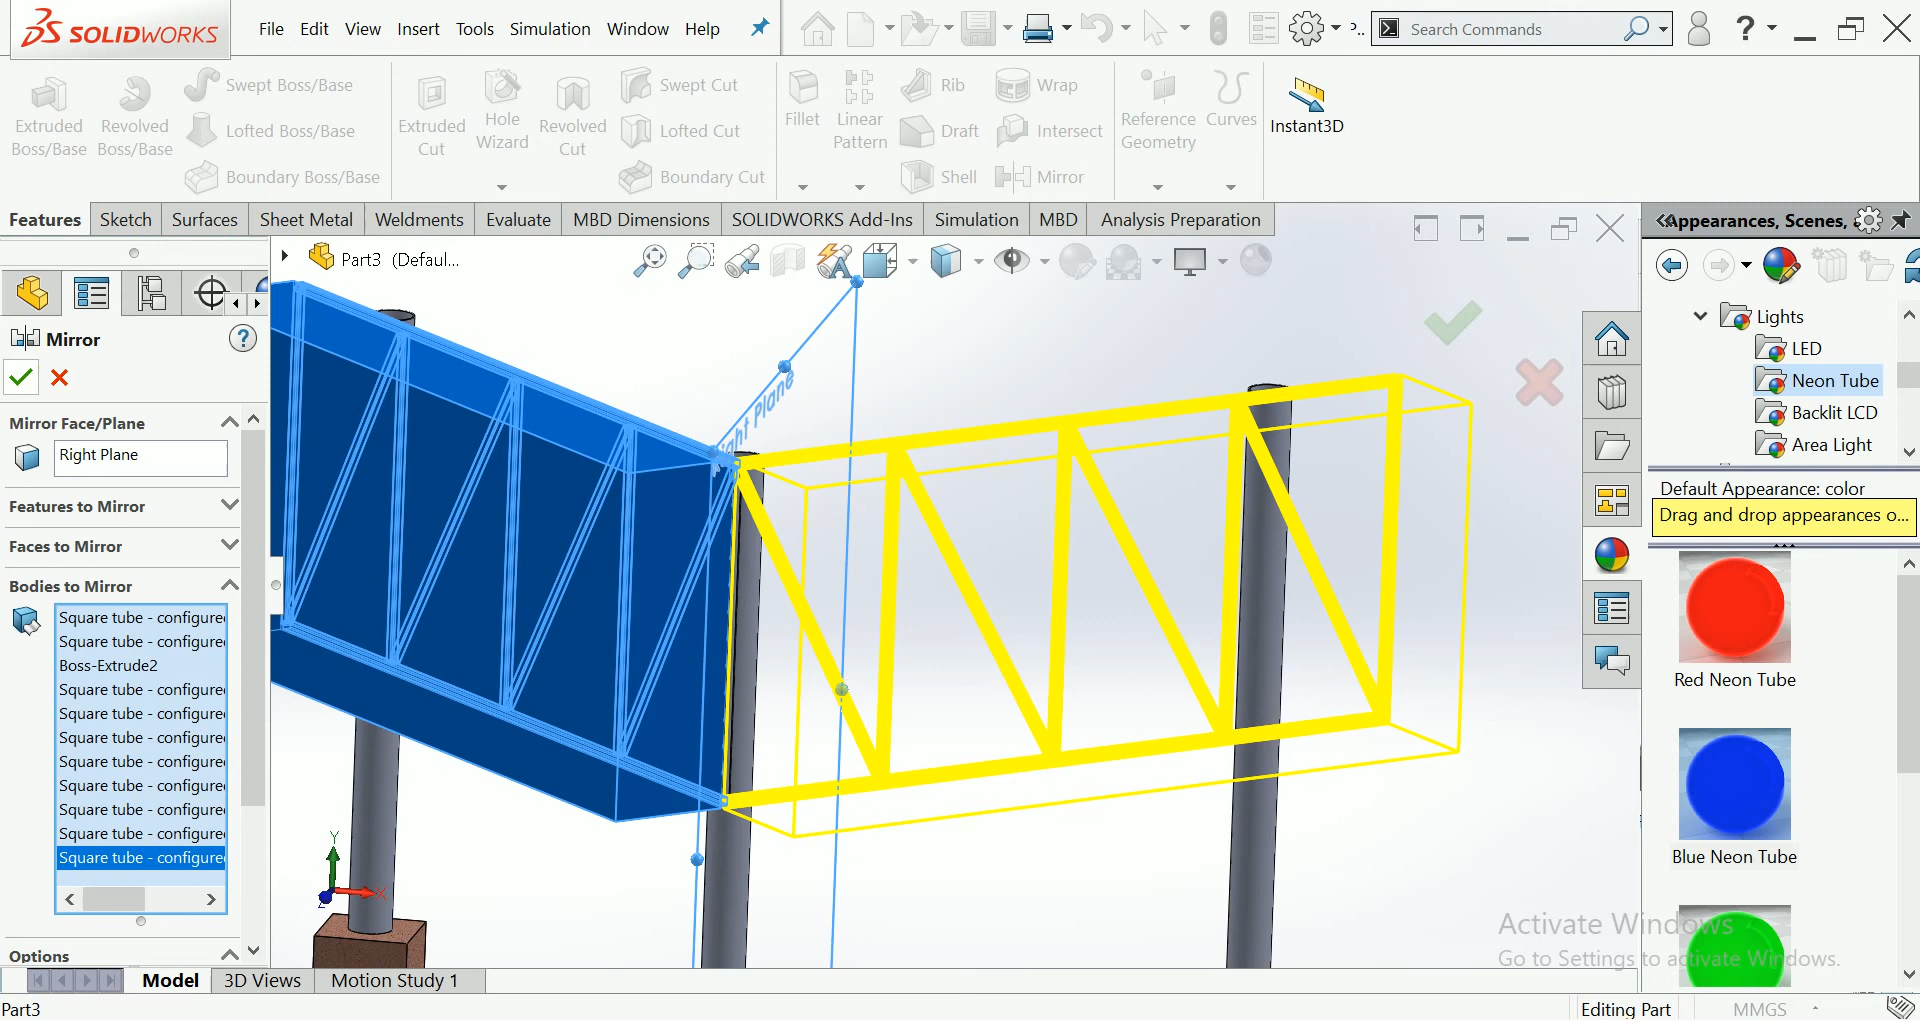 SOLIDWORKS
File Edit View Insert Tools Simulation Window Help
P..
Search Commands
Extruded Boss/Base
Revolved Boss/Base
Swept Boss/Base
Lofted Boss/Base
Boundary Boss/Base
Extruded Cut
Hole Wizard
Revolved Cut
Swept Cut
Lofted Cut
Boundary Cut
Fillet
Linear Pattern
Rib
Draft
Shell
Wrap
Intersect
Mirror
Reference Geometry
Curves
Instant3D
Features Sketch Surfaces Sheet Metal Weldments Evaluate MBD Dimensions SOLIDWORKS Add-Ins Simulation MBD Analysis Preparation
Part3 (Defaul...
Mirror
Mirror Face/Plane
Right Plane
Features to Mirror
Faces to Mirror
Bodies to Mirror
Square tube - configure
Square tube - configure
Boss-Extrude2
Square tube - configure
Square tube - configure
Square tube - configure
Square tube - configure
Square tube - configure
Square tube - configure
Square tube - configure
Square tube - configure
Options
Right Plane
Y
X
Z
Appearances, Scenes,
Lights
LED
Neon Tube
Backlit LCD
Area Light
Default Appearance: color
Drag and drop appearances o...
Red Neon Tube
Blue Neon Tube
Activate Windows
Go to Settings to activate Windows.
Model 3D Views Motion Study 1
Part3
Editing Part
MMGS